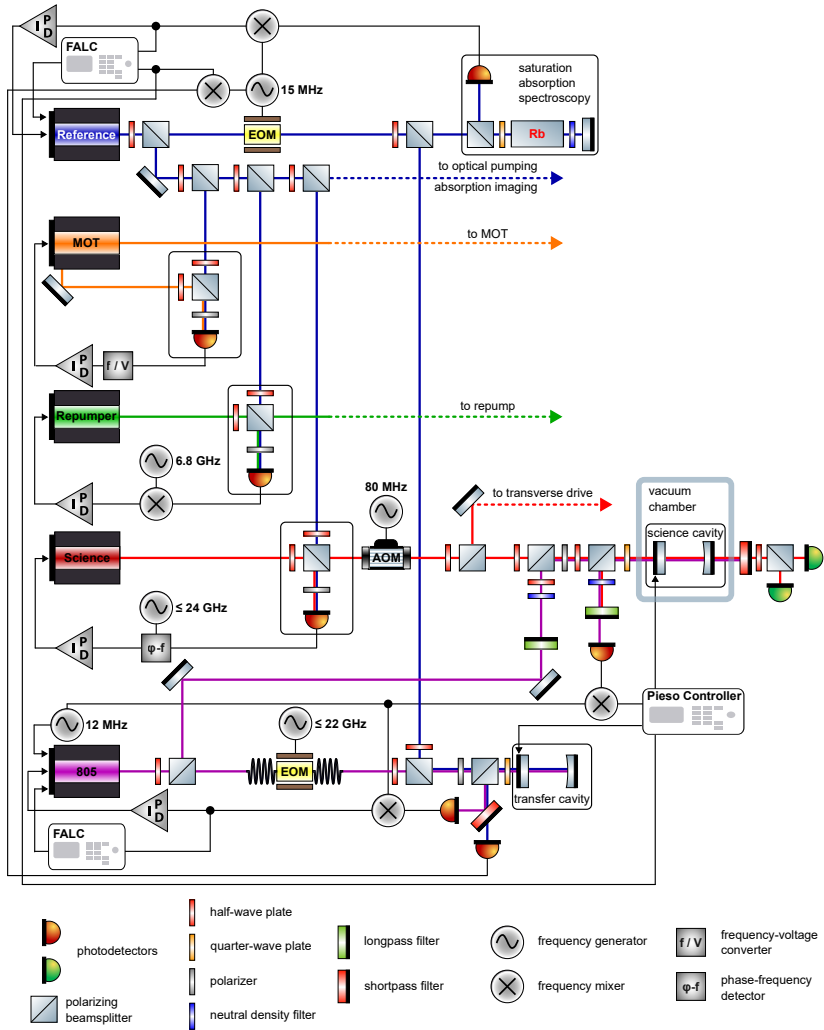 I
P
D
FALC
15 MHz
saturation
absorption
spectroscopy
Reference
EOM
Rb
to optical pumping
absorption imaging
MOT
to MOT
I
P
D
f / V
Repumper
to repump
6.8 GHz
I
P
D
80 MHz
to transverse drive
vacuum
chamber
science cavity
Science
AOM
≤ 24 GHz
I
P
D
φ-f
Pieso Controller
12 MHz
≤ 22 GHz
805
EOM
transfer cavity
I
P
D
FALC
photodetectors
polarizing
beamsplitter
half-wave plate
quarter-wave plate
polarizer
neutral density filter
longpass filter
shortpass filter
frequency generator
frequency mixer
f / V
frequency-voltage
converter
φ-f
phase-frequency
detector